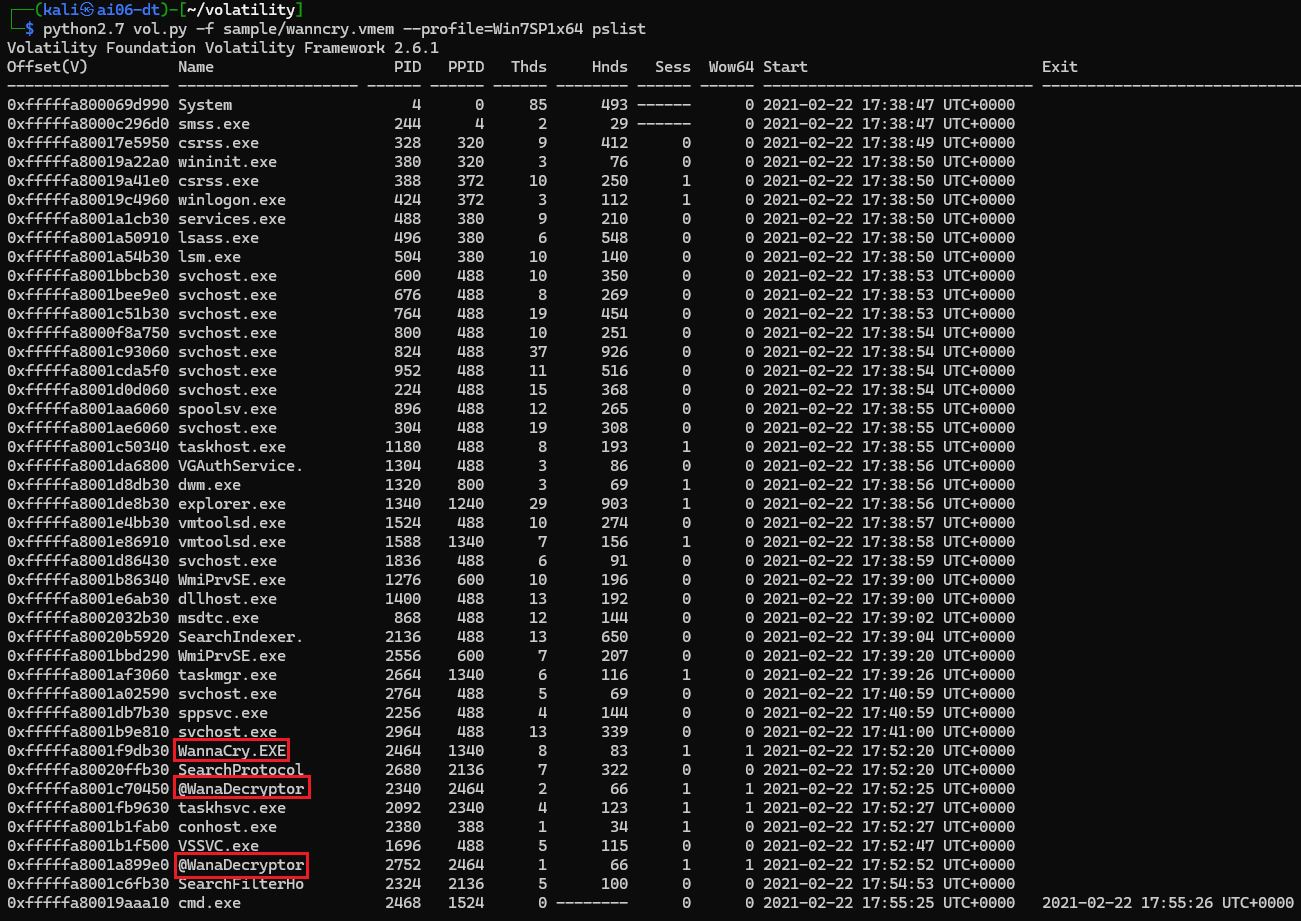 ┌──(kali㉿ai06-dt)-[~/volatility]
└─$ python2.7 vol.py -f sample/wanncry.vmem --profile=Win7SP1x64 pslist
Volatility Foundation Volatility Framework 2.6.1
Offset(V) Name PID PPID Thds Hnds Sess Wow64 Start Exit
------------------ -------------------- ------ ------ ------ -------- ------ ------ ------------------------------ ------------------------------
0xfffffa800069d990 System 4 0 85 493 ------ 0 2021-02-22 17:38:47 UTC+0000
0xfffffa8000c296d0 smss.exe 244 4 2 29 ------ 0 2021-02-22 17:38:47 UTC+0000
0xfffffa80017e5950 csrss.exe 328 320 9 412 0 0 2021-02-22 17:38:49 UTC+0000
0xfffffa80019a22a0 wininit.exe 380 320 3 76 0 0 2021-02-22 17:38:50 UTC+0000
0xfffffa80019a41e0 csrss.exe 388 372 10 250 1 0 2021-02-22 17:38:50 UTC+0000
0xfffffa80019c4960 winlogon.exe 424 372 3 112 1 0 2021-02-22 17:38:50 UTC+0000
0xfffffa8001a1cb30 services.exe 488 380 9 210 0 0 2021-02-22 17:38:50 UTC+0000
0xfffffa8001a50910 lsass.exe 496 380 6 548 0 0 2021-02-22 17:38:50 UTC+0000
0xfffffa8001a54b30 lsm.exe 504 380 10 140 0 0 2021-02-22 17:38:50 UTC+0000
0xfffffa8001bbcb30 svchost.exe 600 488 10 350 0 0 2021-02-22 17:38:53 UTC+0000
0xfffffa8001bee9e0 svchost.exe 676 488 8 269 0 0 2021-02-22 17:38:53 UTC+0000
0xfffffa8001c51b30 svchost.exe 764 488 19 454 0 0 2021-02-22 17:38:53 UTC+0000
0xfffffa8000f8a750 svchost.exe 800 488 10 251 0 0 2021-02-22 17:38:54 UTC+0000
0xfffffa8001c93060 svchost.exe 824 488 37 926 0 0 2021-02-22 17:38:54 UTC+0000
0xfffffa8001cda5f0 svchost.exe 952 488 11 516 0 0 2021-02-22 17:38:54 UTC+0000
0xfffffa8001d0d060 svchost.exe 224 488 15 368 0 0 2021-02-22 17:38:54 UTC+0000
0xfffffa8001aa6060 spoolsv.exe 896 488 12 265 0 0 2021-02-22 17:38:55 UTC+0000
0xfffffa8001ae6060 svchost.exe 304 488 19 308 0 0 2021-02-22 17:38:55 UTC+0000
0xfffffa8001c50340 taskhost.exe 1180 488 8 193 1 0 2021-02-22 17:38:55 UTC+0000
0xfffffa8001da6800 VGAuthService. 1304 488 3 86 0 0 2021-02-22 17:38:56 UTC+0000
0xfffffa8001d8db30 dwm.exe 1320 800 3 69 1 0 2021-02-22 17:38:56 UTC+0000
0xfffffa8001de8b30 explorer.exe 1340 1240 29 903 1 0 2021-02-22 17:38:56 UTC+0000
0xfffffa8001e4bb30 vmtoolsd.exe 1524 488 10 274 0 0 2021-02-22 17:38:57 UTC+0000
0xfffffa8001e86910 vmtoolsd.exe 1588 1340 7 156 1 0 2021-02-22 17:38:58 UTC+0000
0xfffffa8001d86430 svchost.exe 1836 488 6 91 0 0 2021-02-22 17:38:59 UTC+0000
0xfffffa8001b86340 WmiPrvSE.exe 1276 600 10 196 0 0 2021-02-22 17:39:00 UTC+0000
0xfffffa8001e6ab30 dllhost.exe 1400 488 13 192 0 0 2021-02-22 17:39:00 UTC+0000
0xfffffa8002032b30 msdtc.exe 868 488 12 144 0 0 2021-02-22 17:39:02 UTC+0000
0xfffffa80020b5920 SearchIndexer. 2136 488 13 650 0 0 2021-02-22 17:39:04 UTC+0000
0xfffffa8001bbd290 WmiPrvSE.exe 2556 600 7 207 0 0 2021-02-22 17:39:20 UTC+0000
0xfffffa8001af3060 taskmgr.exe 2664 1340 6 116 1 0 2021-02-22 17:39:26 UTC+0000
0xfffffa8001a02590 svchost.exe 2764 488 5 69 0 0 2021-02-22 17:40:59 UTC+0000
0xfffffa8001db7b30 sppsvc.exe 2256 488 4 144 0 0 2021-02-22 17:40:59 UTC+0000
0xfffffa8001b9e810 svchost.exe 2964 488 13 339 0 0 2021-02-22 17:41:00 UTC+0000
0xfffffa8001f9db30 WannaCry.EXE 2464 1340 8 83 1 1 2021-02-22 17:52:20 UTC+0000
0xfffffa80020ffb30 SearchProtocol 2680 2136 7 322 0 0 2021-02-22 17:52:20 UTC+0000
0xfffffa8001c70450 @WanaDecryptor 2340 2464 2 66 1 1 2021-02-22 17:52:25 UTC+0000
0xfffffa8001fb9630 taskhsvc.exe 2092 2340 4 123 1 1 2021-02-22 17:52:27 UTC+0000
0xfffffa8001b1fab0 conhost.exe 2380 388 1 34 1 0 2021-02-22 17:52:27 UTC+0000
0xfffffa8001b1f500 VSSVC.exe 1696 488 5 115 0 0 2021-02-22 17:52:47 UTC+0000
0xfffffa8001a899e0 @WanaDecryptor 2752 2464 1 66 1 1 2021-02-22 17:52:52 UTC+0000
0xfffffa8001c6fb30 SearchFilterHo 2324 2136 5 100 0 0 2021-02-22 17:54:53 UTC+0000
0xfffffa80019aaa10 cmd.exe 2468 1524 0 -------- 0 0 2021-02-22 17:55:25 UTC+0000 2021-02-22 17:55:26 UTC+0000